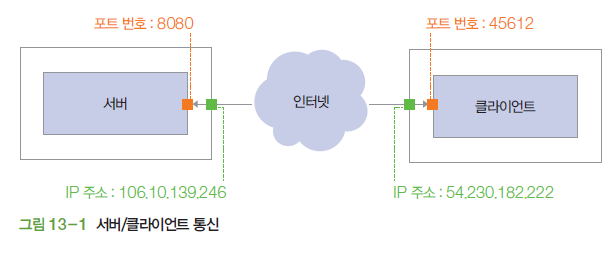 포트 번호 : 8080
포트 번호 : 45612
서버
인터넷
클라이언트
IP 주소 : 106.10.139.246
IP 주소 : 54.230.182.222
그림 13-1 서버/클라이언트 통신